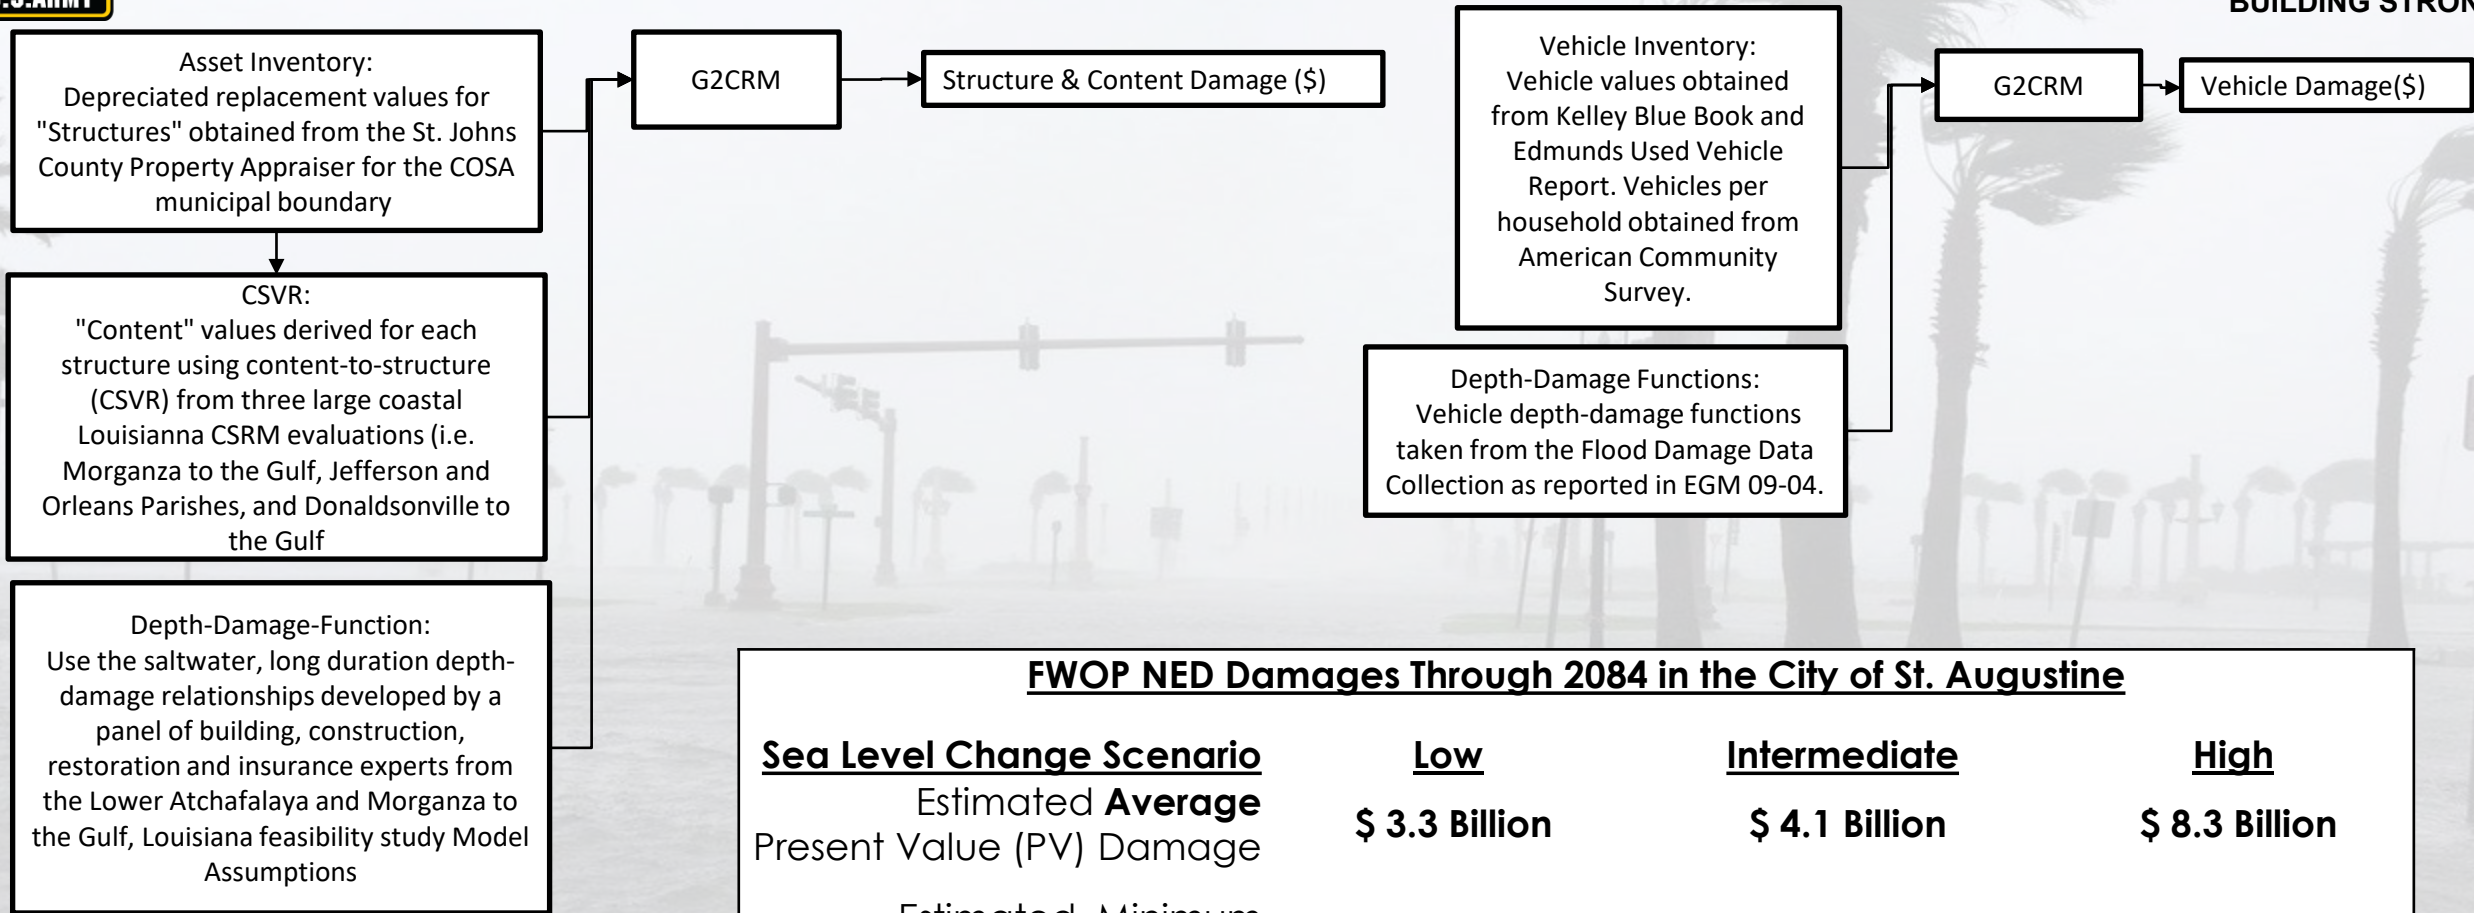 Asset Inventory:
Depreciated replacement values for
"Structures" obtained from the St. Johns
County Property Appraiser for the COSA
municipal boundary
CSVR:
"Content" values derived for each
structure using content-to-structure
(CSVR) from three large coastal
Louisianna CSRM evaluations (i.e.
Morganza to the Gulf, Jefferson and
Orleans Parishes, and Donaldsonville to
the Gulf
Depth-Damage-Function:
Use the saltwater, long duration depth-
damage relationships developed by a
panel of building, construction,
restoration and insurance experts from
the Lower Atchafalaya and Morganza to
the Gulf, Louisiana feasibility study Model
Assumptions
G2CRM
Structure & Content Damage ($)
Vehicle Inventory:
Vehicle values obtained
from Kelley Blue Book and
Edmunds Used Vehicle
Report. Vehicles per
household obtained from
American Community
Survey.
Depth-Damage Functions:
Vehicle depth-damage functions
taken from the Flood Damage Data
Collection as reported in EGM 09-04.
G2CRM
Vehicle Damage($)
FWOP NED Damages Through 2084 in the City of St. Augustine
Sea Level Change Scenario Low Intermediate High
Estimated Average
Present Value (PV) Damage
$ 3.3 Billion $ 4.1 Billion $ 8.3 Billion
Estimated Minimum